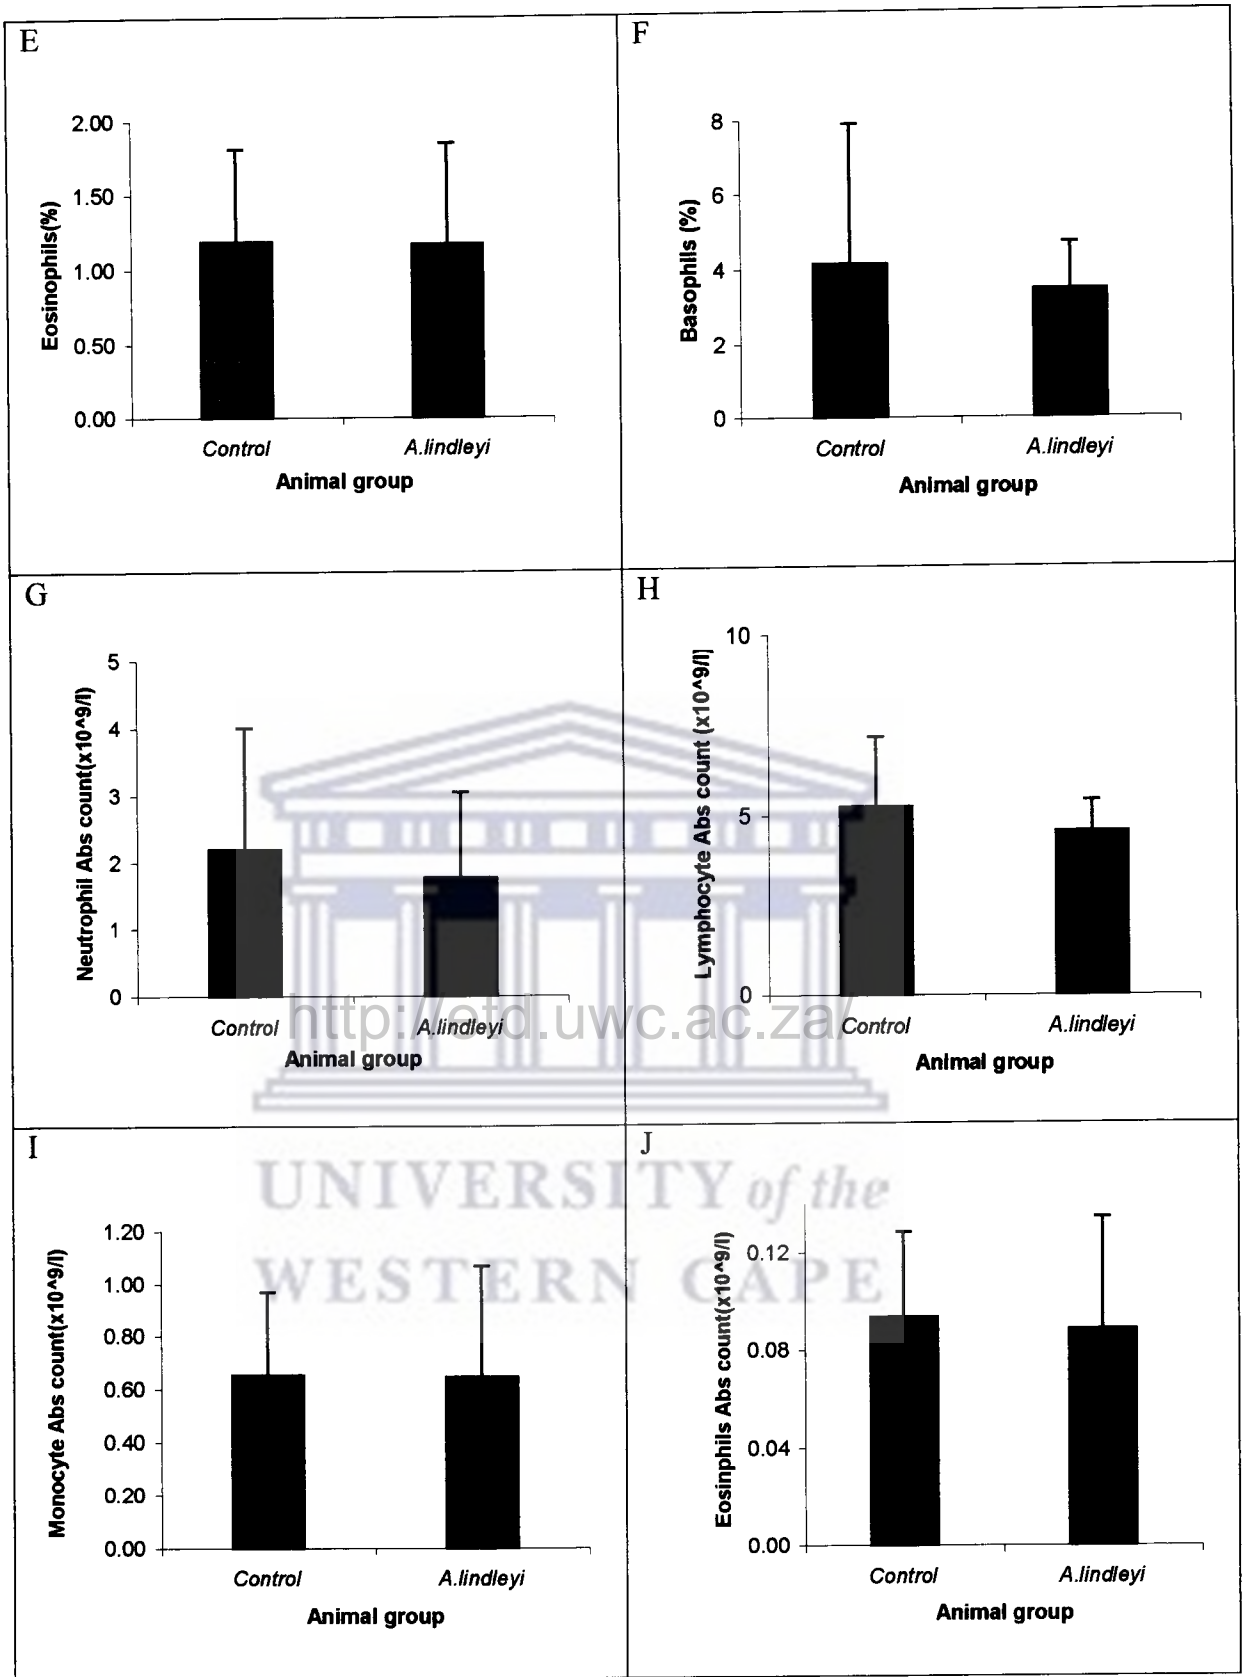 E
2.00
1.50
1.00
0.50
0.00
Eosinophils(%)
Control A.lindleyi
Animal group
F
8
6
4
2
0
Basophils (%)
Control A.lindleyi
Animal group
G
5
4
3
2
1
0
Neutrophil Abs count(x10^9/l)
Control A.lindleyi
Animal group
H
10
5
0
Lymphocyte Abs count (x10^9/l]
Control A.lindleyi
Animal group
http://etd.uwc.ac.za/
I
1.20
1.00
0.80
0.60
0.40
0.20
0.00
Monocyte Abs count(x10^9/l)
Control A.lindleyi
Animal group
J
0.12
0.08
0.04
0.00
Eosinphils Abs count(x10^9/l)
Control A.lindleyi
Animal group
UNIVERSITY of the
WESTERN CAPE